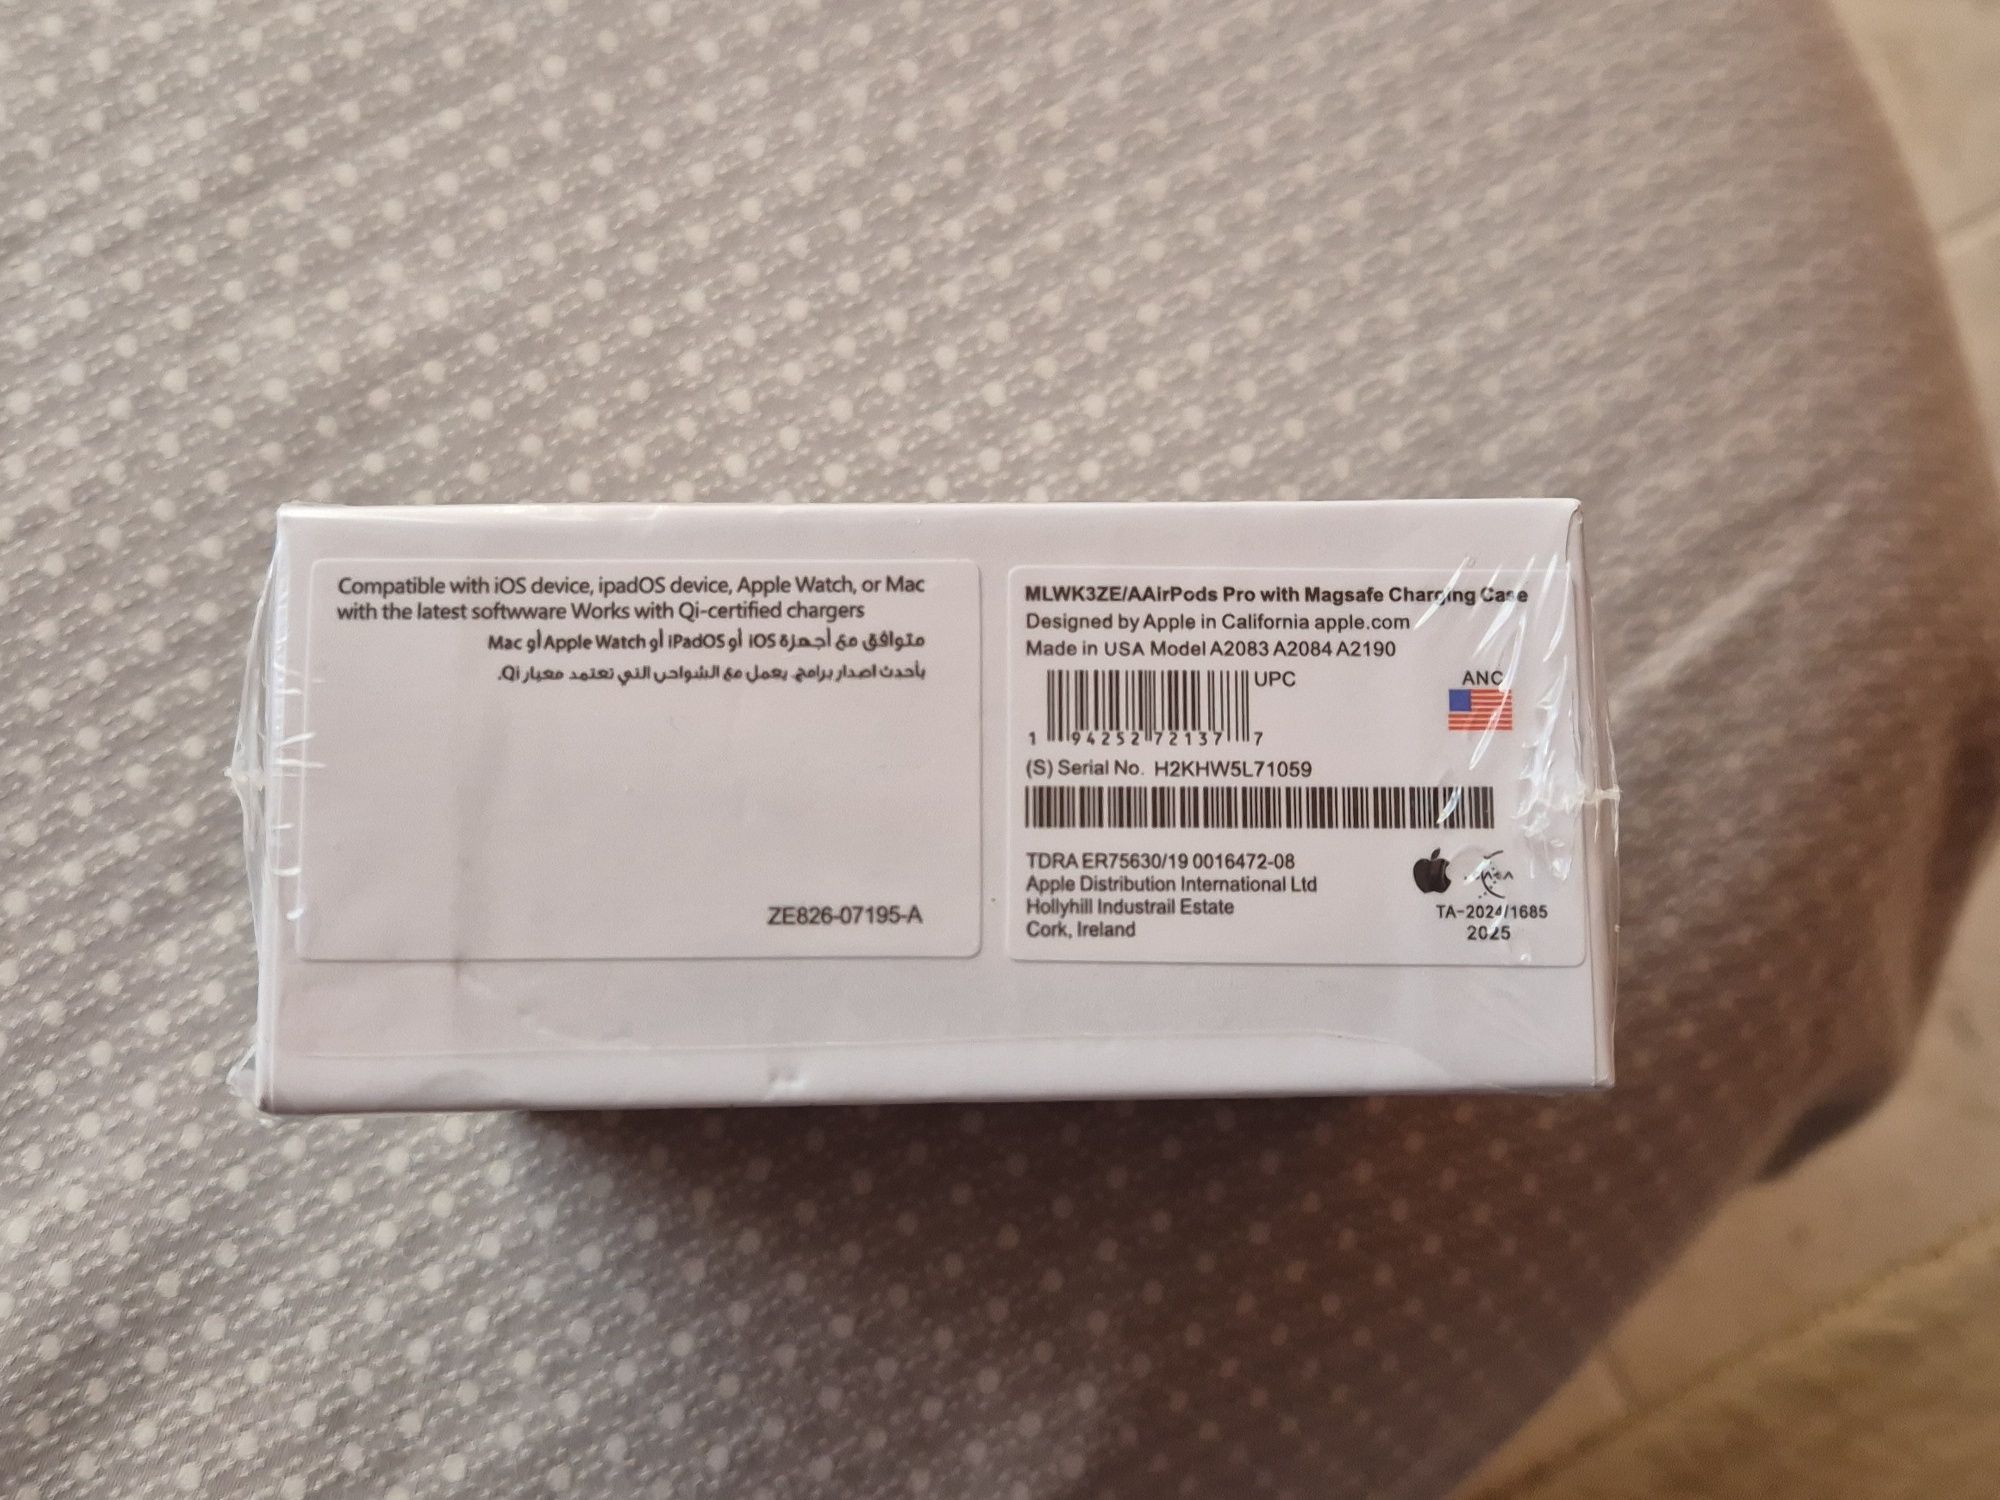 Compatible with iOS device, ipadOS device, Apple Watch, or Mac
with the latest softwware Works with Qi-certified chargers
متوافق مع أجهزة iOS أو iPadOS أو Apple Watch أو Mac
بأحدث اصدار برامج. يعمل مع الشواحن التي تعتمد معيار Qi.
ZE826-07195-A
MLWK3ZE/AAirPods Pro with Magsafe Charging Case
Designed by Apple in California apple.com
Made in USA Model A2083 A2084 A2190
UPC
ANC
1 94252 72137 7
(S) Serial No. H2KHW5L71059
TDRA ER75630/19 0016472-08
Apple Distribution International Ltd
Hollyhill Industrail Estate
Cork, Ireland
TA-2024/1685
2025